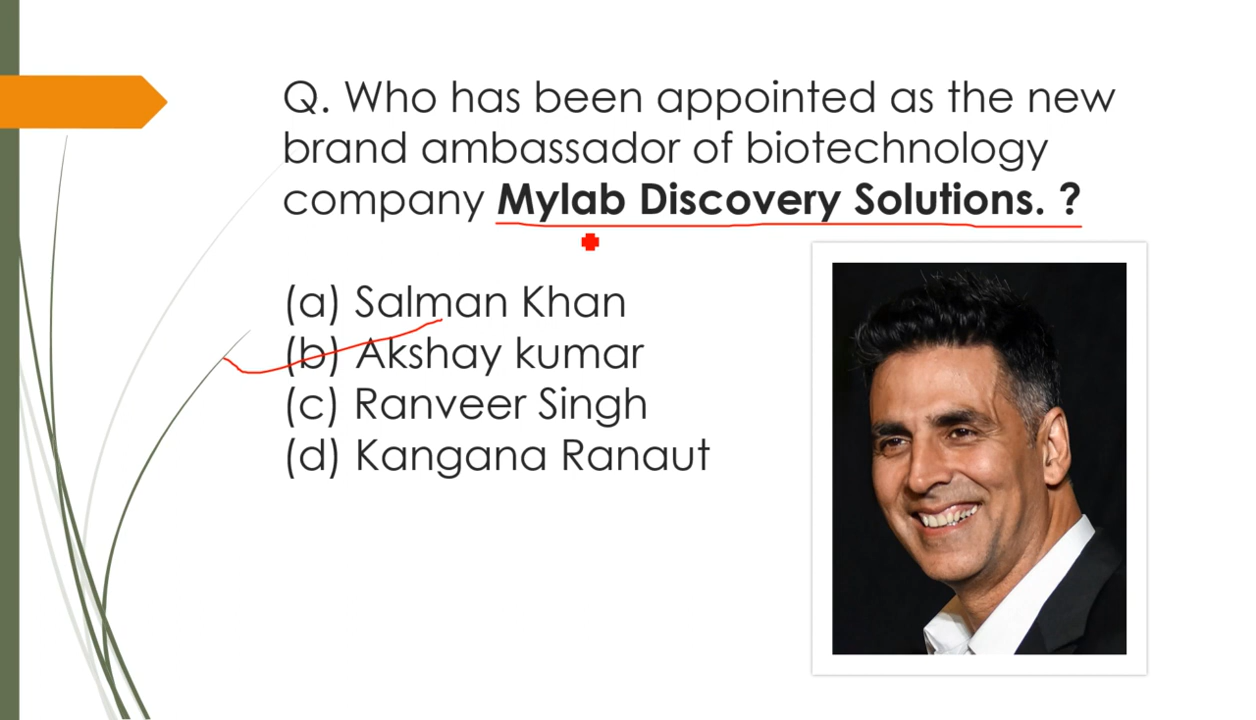 Q. Who has been appointed as the new
brand ambassador of biotechnology
company Mylab Discovery Solutions. ?
(a) Salman Khan
(b) Akshay kumar
(c) Ranveer Singh
(d) Kangana Ranaut